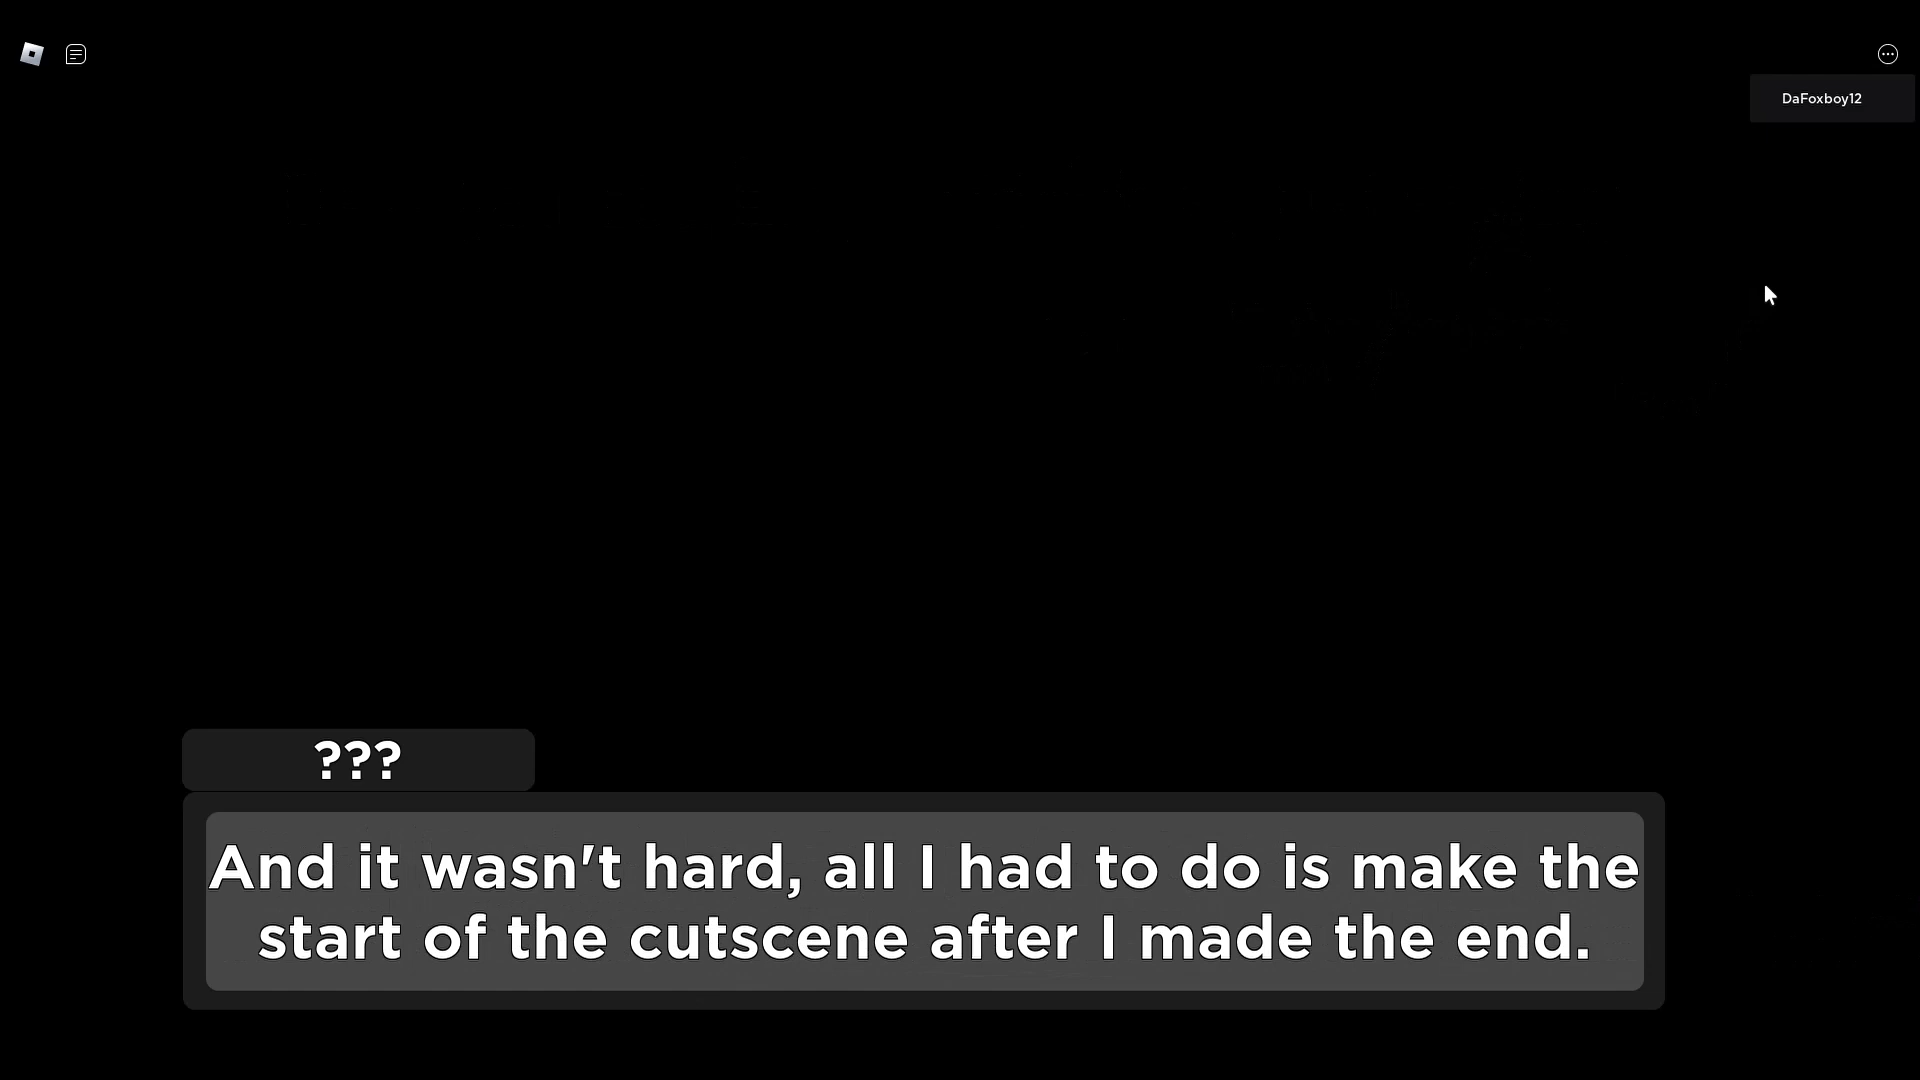 DaFoxboy12
???
And it wasn't hard, all I had to do is make the
start of the cutscene after I made the end.